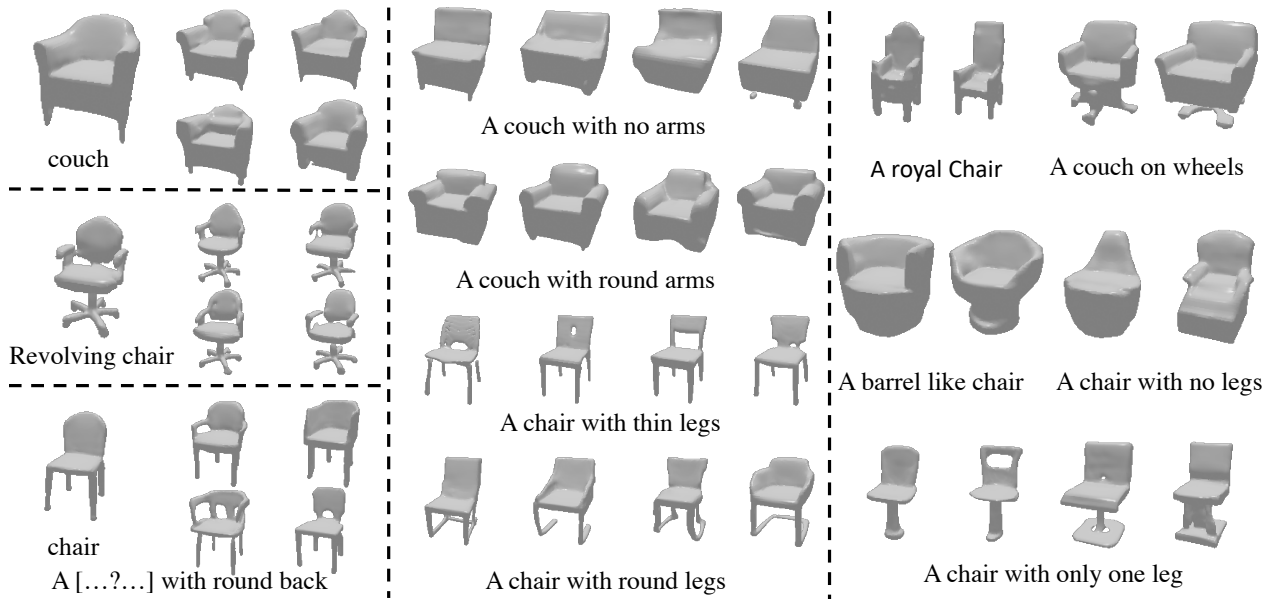 couch
Revolving chair
chair
A [...?...] with round back
A couch with no arms
A couch with round arms
A chair with thin legs
A chair with round legs
A royal Chair
A couch on wheels
A barrel like chair
A chair with no legs
A chair with only one leg